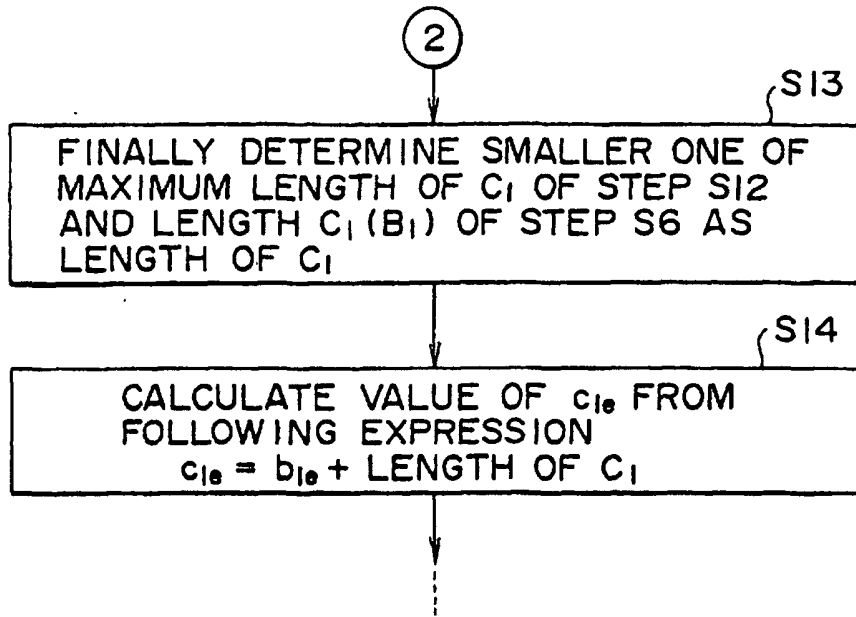 2
S13
FINALLY DETERMINE SMALLER ONE OF
MAXIMUM LENGTH OF C₁ OF STEP S12
AND LENGTH C₁ (B₁) OF STEP S6 AS
LENGTH OF C₁
S14
CALCULATE VALUE OF c₁ₑ FROM
FOLLOWING EXPRESSION
c₁ₑ = b₁ₑ + LENGTH OF C₁